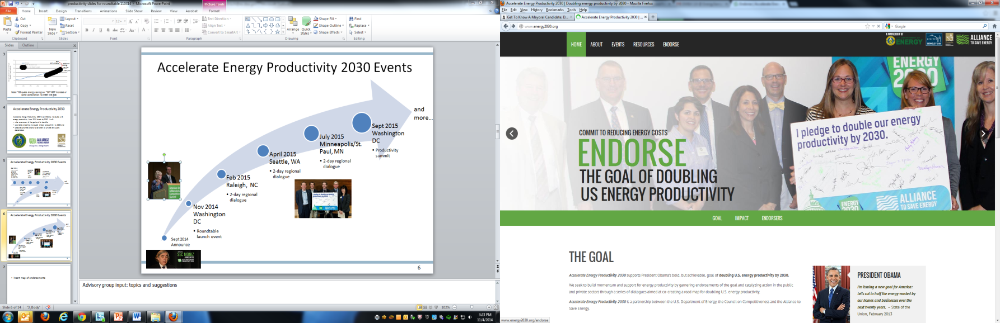 productivity slides for roundtable 110314 - Microsoft PowerPoint
Picture Tools
File Home Insert Design Transitions Animations Slide Show Review View Acrobat Format
Paste
Cut
Copy
Format Painter
Clipboard
New Slide
Layout
Reset
Section
Slides
Font
Paragraph
Text Direction
Align Text
Convert to SmartArt
Arrange
Quick Styles
Shape Fill
Shape Outline
Shape Effects
Drawing
Find
Replace
Select
Editing
Slides Outline
3
4
Accelerate Energy Productivity 2030
ALLIANCE
TO SAVE ENERGY
5
Accelerate Energy Productivity 2030 Events
6
Accelerate Energy Productivity 2030 Events
7
• Insert map of endorsements
Accelerate Energy Productivity 2030 Events
and
more...
Sept 2015
Washington
DC
• Productivity
summit
July 2015
Minneapolis/St.
Paul, MN
• 2-day regional
dialogue
April 2015
Seattle, WA
• 2-day regional
dialogue
Feb 2015
Raleigh, NC
• 2-day regional
dialogue
Nov 2014
Washington
DC
• Roundtable
launch event
Sept 2014
Announce
SEC MONIZ
6
Advisory group input: topics and suggestions
Slide 6 of 14 "3_Body" 102%
3:23 PM
11/4/2014
Accelerate Energy Productivity 2030 | Doubling energy productivity by 2030 - Mozilla Firefox
File Edit View History Bookmarks Tools Help
Get To Know A Mayoral Candidate: D...
Accelerate Energy Productivity 2030 | ...
www.energy2030.org
Google
HOME ABOUT EVENTS RESOURCES ENDORSE
A PARTNERSHIP BY
ENERGY
BERKELEY LAB
ALLIANCE
TO SAVE ENERGY
ENERGY
2030
I pledge to double our energy
productivity by 2030.
COMMIT TO REDUCING ENERGY COSTS
ENDORSE
THE GOAL OF DOUBLING
US ENERGY PRODUCTIVITY
ENERGY
2030
ALLIANCE
TO SAVE ENERGY
GOAL IMPACT ENDORSERS
THE GOAL
Accelerate Energy Productivity 2030 supports President Obama's bold, but achievable, goal of doubling U.S. energy productivity by 2030.
We seek to build momentum and support for energy productivity by garnering endorsements of the goal and catalyzing action in the public
and private sectors through a series of dialogues aimed at co-creating a road map for doubling U.S. energy productivity.
Accelerate Energy Productivity 2030 is a partnership between the U.S. Department of Energy, the Council on Competitiveness and the Alliance to
Save Energy.
PRESIDENT OBAMA
I'm issuing a new goal for America:
let's cut in half the energy wasted by
our homes and businesses over the
next twenty years. – State of the
Union, February 2013
www.energy2030.org/endorse